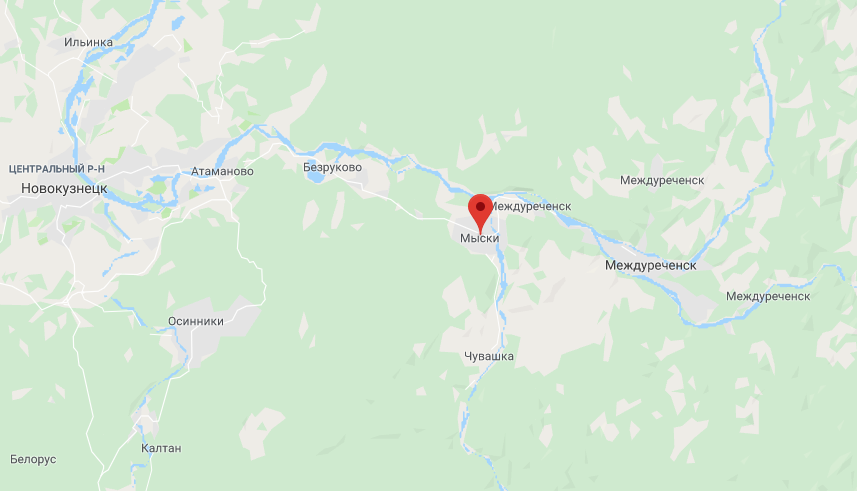 Ильинка
ЦЕНТРАЛЬНЫЙ Р-Н
Новокузнецк
Атаманово
Безруково
Междуреченск
Междуреченск
Мыски
Междуреченск
Междуреченск
Осинники
Чувашка
Калтан
Белорус